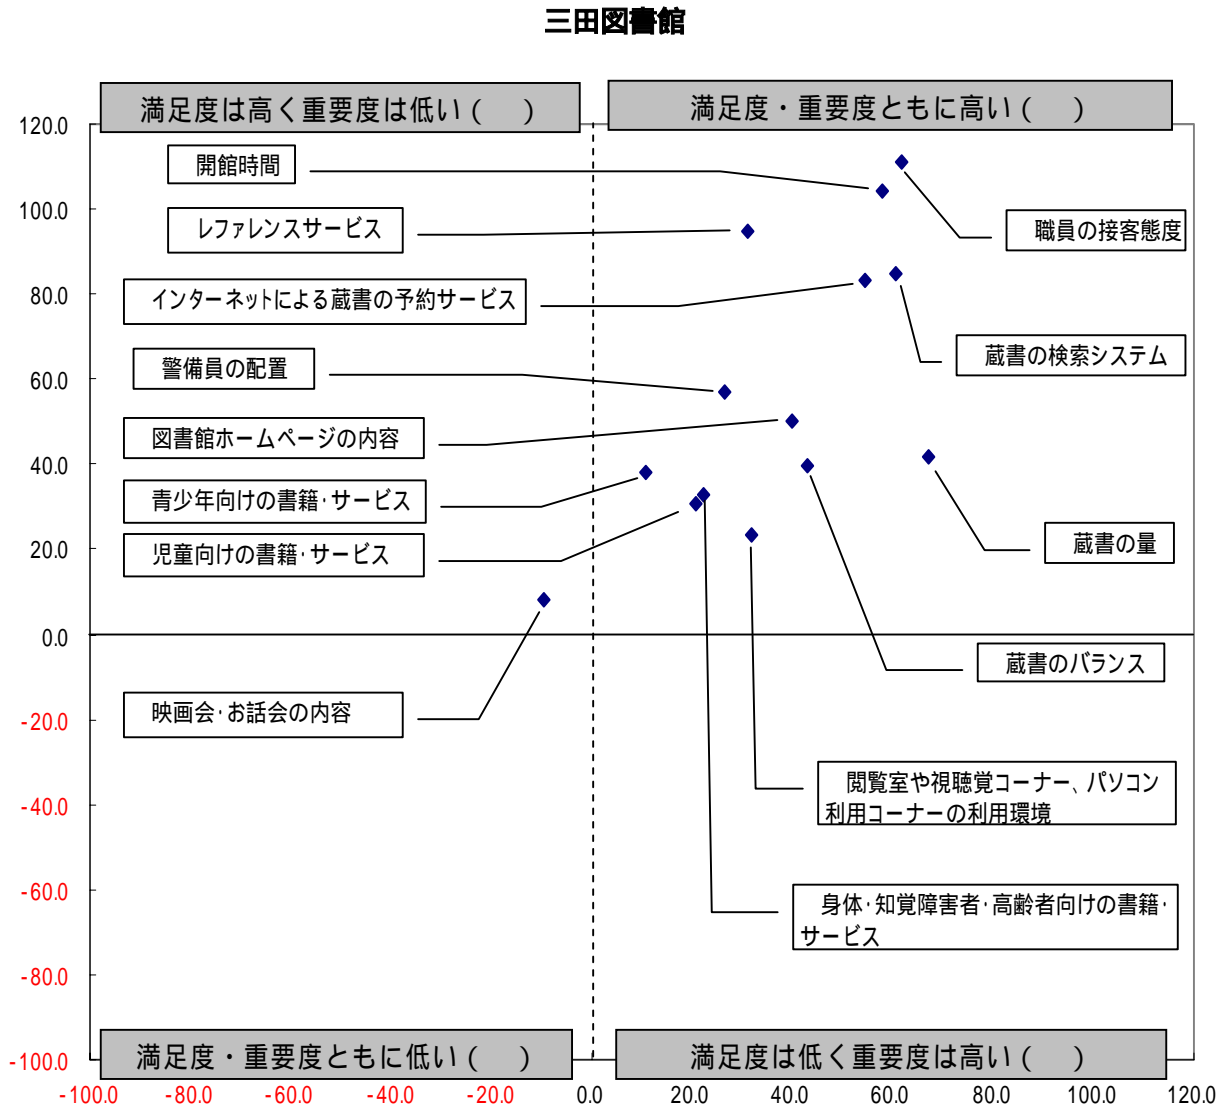 三田図書館
満足度は高く重要度は低い（　）
満足度・重要度ともに高い（　）
120.0
開館時間
100.0
レファレンスサービス
職員の接客態度
80.0
インターネットによる蔵書の予約サービス
蔵書の検索システム
60.0
警備員の配置
図書館ホームページの内容
40.0
青少年向けの書籍・サービス
蔵書の量
20.0
児童向けの書籍・サービス
0.0
蔵書のバランス
-20.0
映画会・お話会の内容
閲覧室や視聴覚コーナー、パソコン
利用コーナーの利用環境
-40.0
-60.0
身体・知覚障害者・高齢者向けの書籍・
サービス
-80.0
-100.0
満足度・重要度ともに低い（　）
満足度は低く重要度は高い（　）
-100.0 -80.0 -60.0 -40.0 -20.0 0.0 20.0 40.0 60.0 80.0 100.0 120.0